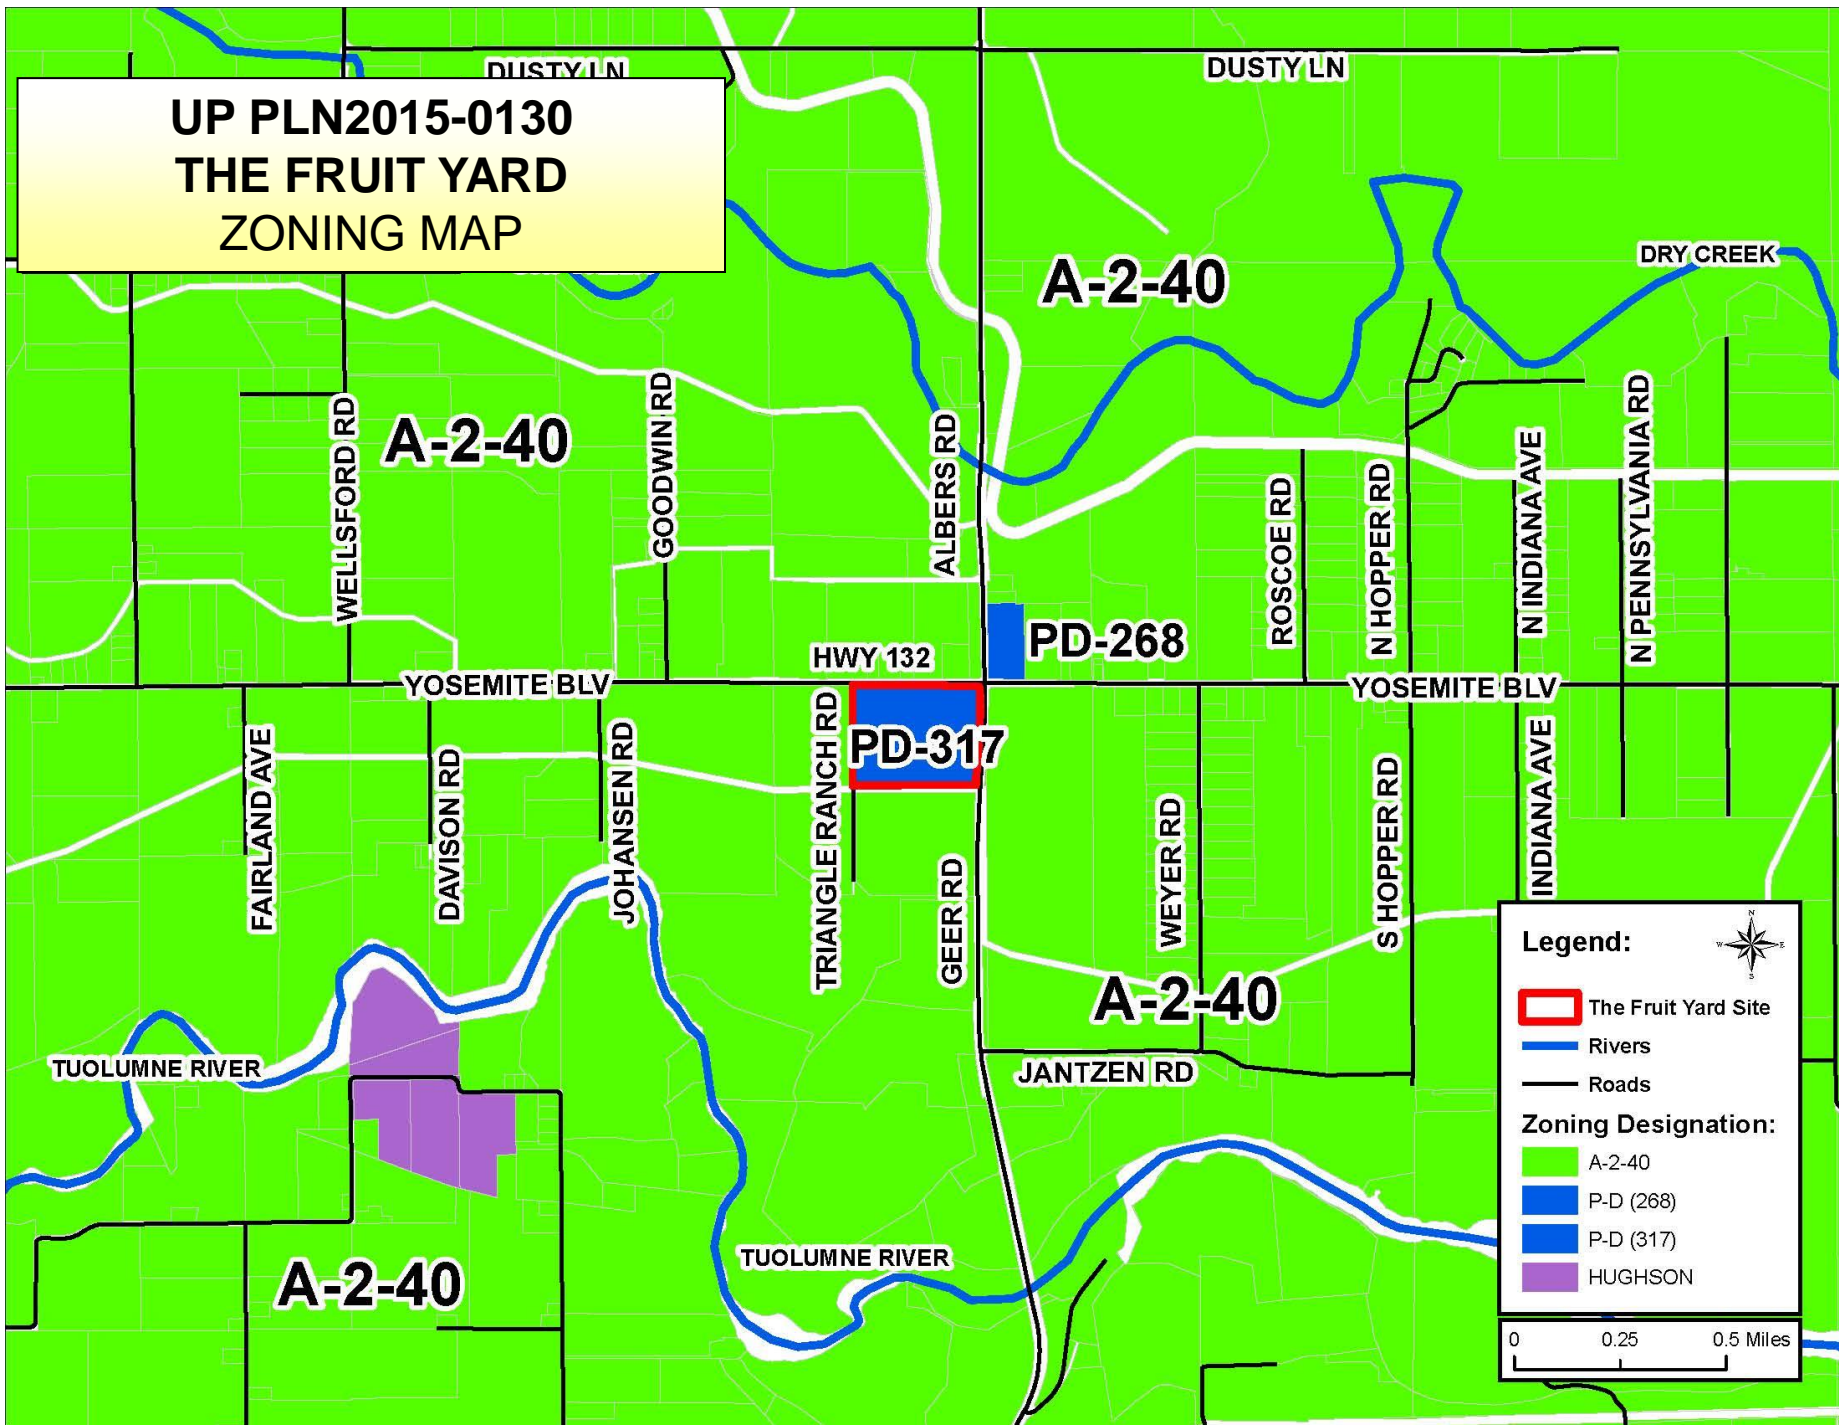 DUSTY LN
DUSTY LN
UP PLN2015-0130
THE FRUIT YARD
ZONING MAP
DRY CREEK
A-2-40
A-2-40
WELLSFORD RD
GOODWIN RD
ALBERS RD
ROSCOE RD
N HOPPER RD
N INDIANA AVE
N PENNSYLVANIA RD
PD-268
HWY 132
YOSEMITE BLV
YOSEMITE BLV
PD-317
FAIRLAND AVE
DAVISON RD
JOHANSEN RD
TRIANGLE RANCH RD
GEER RD
WEYER RD
S HOPPER RD
INDIANA AVE
A-2-40
TUOLUMNE RIVER
JANTZEN RD
TUOLUMNE RIVER
A-2-40
Legend:
N
W
E
S
The Fruit Yard Site
Rivers
Roads
Zoning Designation:
A-2-40
P-D (268)
P-D (317)
HUGHSON
0 0.25 0.5 Miles